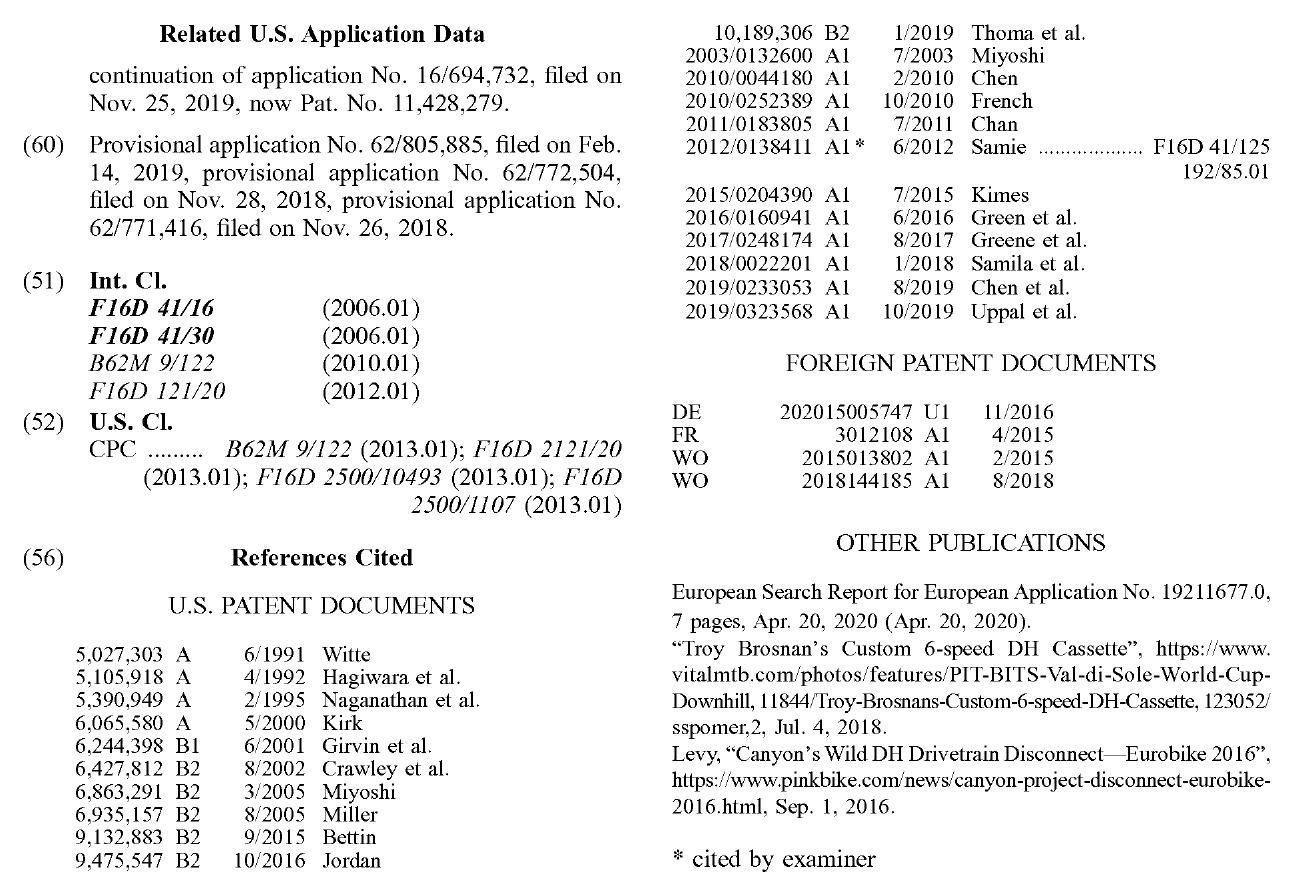 Related U.S. Application Data
continuation of application No. 16/694,732, filed on
Nov. 25, 2019, now Pat. No. 11,428,279.
(60) Provisional application No. 62/805,885, filed on Feb.
14, 2019, provisional application No. 62/772,504,
filed on Nov. 28, 2018, provisional application No.
62/771,416, filed on Nov. 26, 2018.
(51) Int. Cl.
F16D 41/16 (2006.01)
F16D 41/30 (2006.01)
B62M 9/122 (2010.01)
F16D 121/20 (2012.01)
(52) U.S. Cl.
CPC ......... B62M 9/122 (2013.01); F16D 2121/20
(2013.01); F16D 2500/10493 (2013.01); F16D
2500/1107 (2013.01)
(56) References Cited
U.S. PATENT DOCUMENTS
5,027,303 A 6/1991 Witte
5,105,918 A 4/1992 Hagiwara et al.
5,390,949 A 2/1995 Naganathan et al.
6,065,580 A 5/2000 Kirk
6,244,398 B1 6/2001 Girvin et al.
6,427,812 B2 8/2002 Crawley et al.
6,863,291 B2 3/2005 Miyoshi
6,935,157 B2 8/2005 Miller
9,132,883 B2 9/2015 Bettin
9,475,547 B2 10/2016 Jordan
10,189,306 B2 1/2019 Thoma et al.
2003/0132600 A1 7/2003 Miyoshi
2010/0044180 A1 2/2010 Chen
2010/0252389 A1 10/2010 French
2011/0183805 A1 7/2011 Chan
2012/0138411 A1* 6/2012 Samie ................... F16D 41/125
192/85.01
2015/0204390 A1 7/2015 Kimes
2016/0160941 A1 6/2016 Green et al.
2017/0248174 A1 8/2017 Greene et al.
2018/0022201 A1 1/2018 Samila et al.
2019/0233053 A1 8/2019 Chen et al.
2019/0323568 A1 10/2019 Uppal et al.
FOREIGN PATENT DOCUMENTS
DE 202015005747 U1 11/2016
FR 3012108 A1 4/2015
WO 2015013802 A1 2/2015
WO 2018144185 A1 8/2018
OTHER PUBLICATIONS
European Search Report for European Application No. 19211677.0,
7 pages, Apr. 20, 2020 (Apr. 20, 2020).
“Troy Brosnan’s Custom 6-speed DH Cassette”, https://www.
vitalmtb.com/photos/features/PIT-BITS-Val-di-Sole-World-Cup-
Downhill, 11844/Troy-Brosnans-Custom-6-speed-DH-Cassette, 123052/
sspomer,2, Jul. 4, 2018.
Levy, “Canyon’s Wild DH Drivetrain Disconnect—Eurobike 2016”,
https://www.pinkbike.com/news/canyon-project-disconnect-eurobike-
2016.html, Sep. 1, 2016.
* cited by examiner